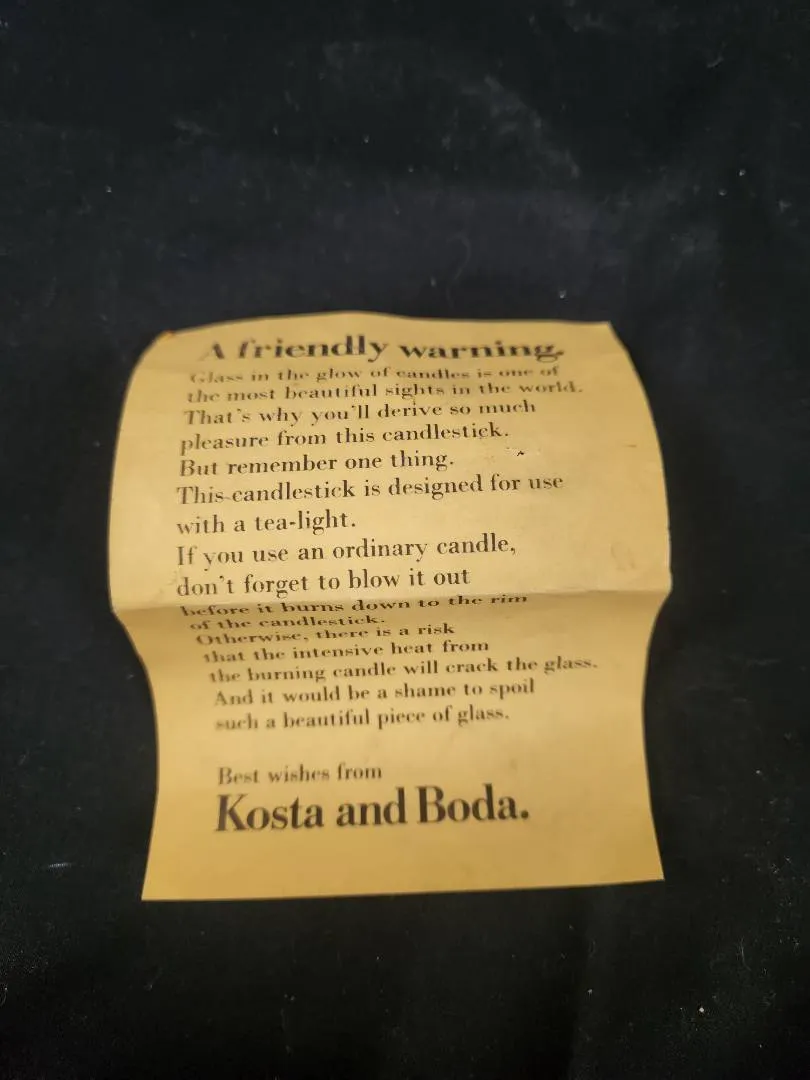 A friendly warning.
Glass in the glow of candles is one of
the most beautiful sights in the world.
That's why you'll derive so much
pleasure from this candlestick.
But remember one thing.
This candlestick is designed for use
with a tea-light.
If you use an ordinary candle,
don't forget to blow it out
before it burns down to the rim
of the candlestick.
Otherwise, there is a risk
that the intensive heat from
the burning candle will crack the glass.
And it would be a shame to spoil
such a beautiful piece of glass.
Best wishes from
Kosta and Boda.